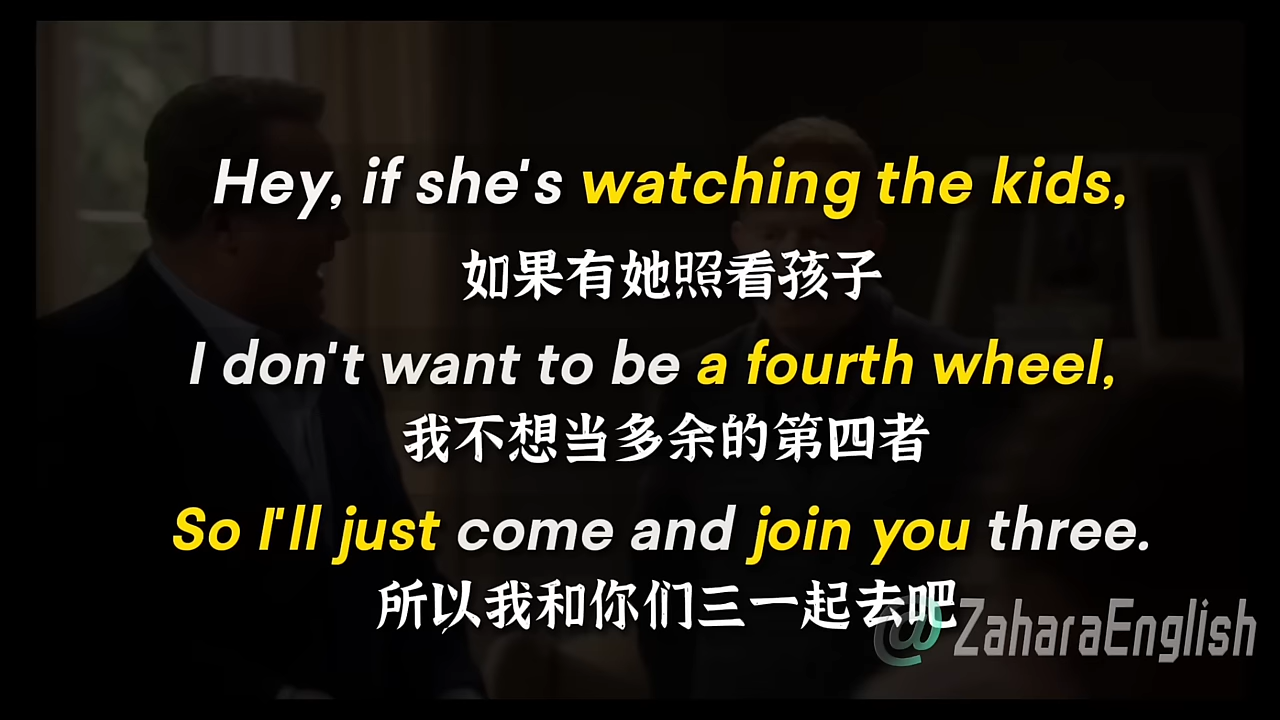 Hey, if she's watching the kids,
如果有她照看孩子
I don't want to be a fourth wheel,
我不想当多余的第四者
So I'll just come and join you three.
所以我和你们三一起去吧
@ZaharaEnglish